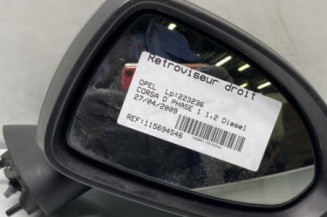 Retroviseur droit
OPEL Lp1223236
CORSA D PHASE 1 1.2 Diesel
27/04/2009
REF:115694546